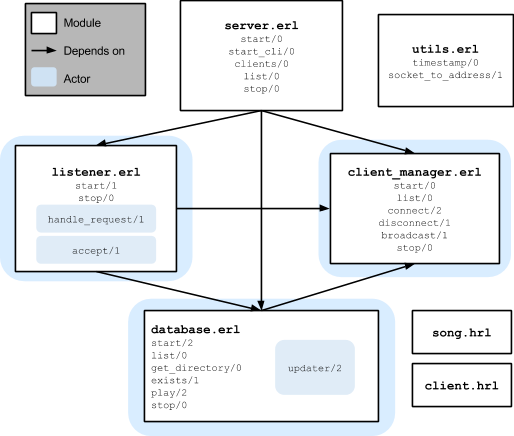 Module
Depends on
Actor
server.erl
start/0
start_cli/0
clients/0
list/0
stop/0
utils.erl
timestamp/0
socket_to_address/1
listener.erl
start/1
stop/0
handle_request/1
accept/1
client_manager.erl
start/0
list/0
connect/2
disconnect/1
broadcast/1
stop/0
database.erl
start/2
list/0
get_directory/0
exists/1
play/2
stop/0
updater/2
song.hrl
client.hrl